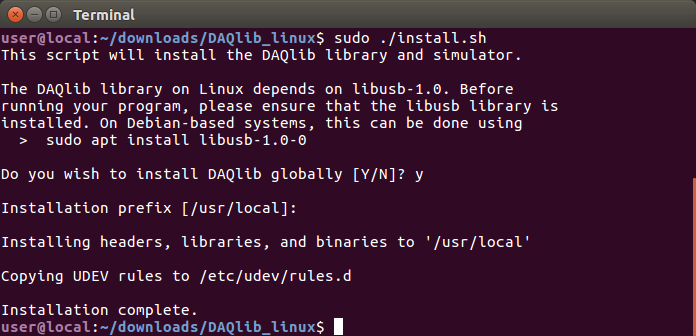 Terminal
user@local:~/downloads/DAQlib_linux$ sudo ./install.sh
This script will install the DAQlib library and simulator.
The DAQlib library on Linux depends on libusb-1.0. Before
running your program, please ensure that the libusb library is
installed. On Debian-based systems, this can be done using
  >  sudo apt install libusb-1.0-0
Do you wish to install DAQlib globally [Y/N]? y
Installation prefix [/usr/local]:
Installing headers, libraries, and binaries to '/usr/local'
Copying UDEV rules to /etc/udev/rules.d
Installation complete.
user@local:~/downloads/DAQlib_linux$